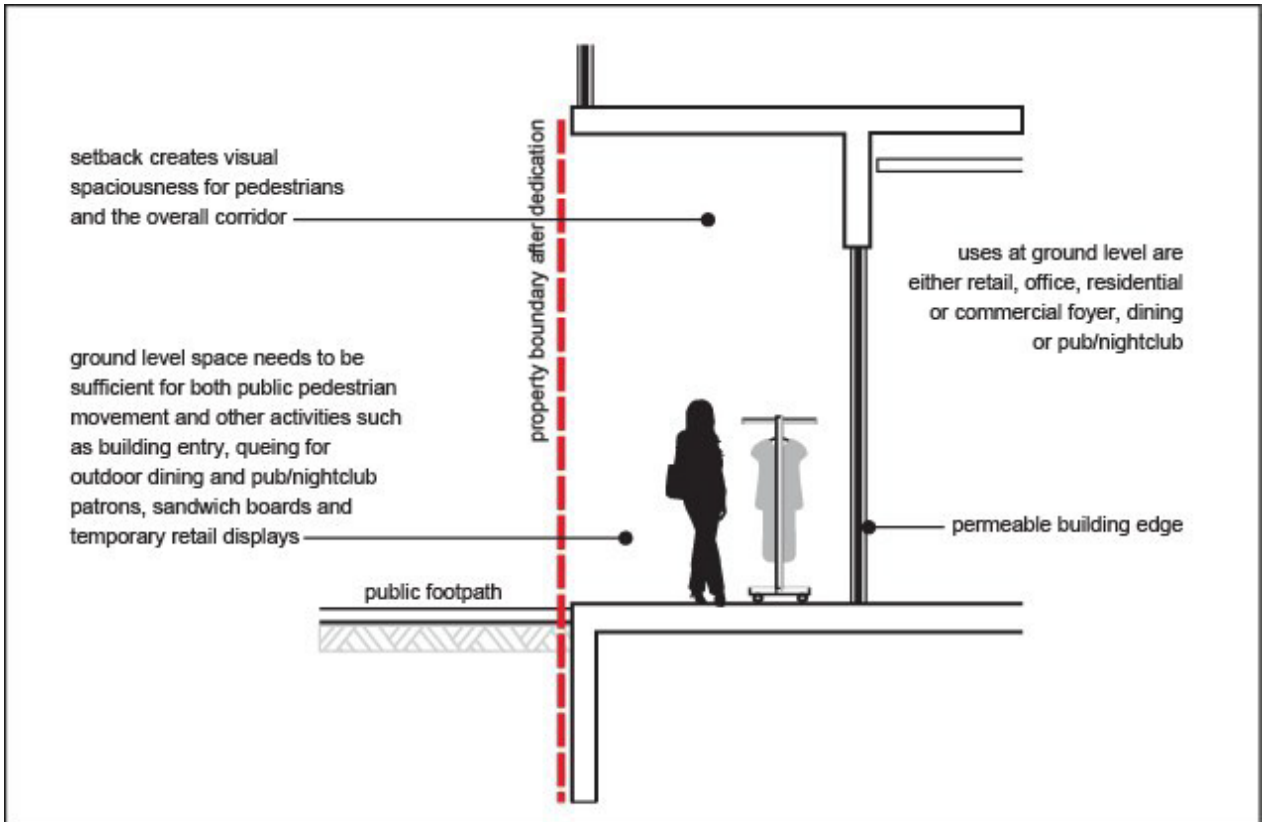 setback creates visual
spaciousness for pedestrians
and the overall corridor
property boundary after dedication
uses at ground level are
either retail, office, residential
or commercial foyer, dining
or pub/nightclub
ground level space needs to be
sufficient for both public pedestrian
movement and other activities such
as building entry, queing for
outdoor dining and pub/nightclub
patrons, sandwich boards and
temporary retail displays
permeable building edge
public footpath